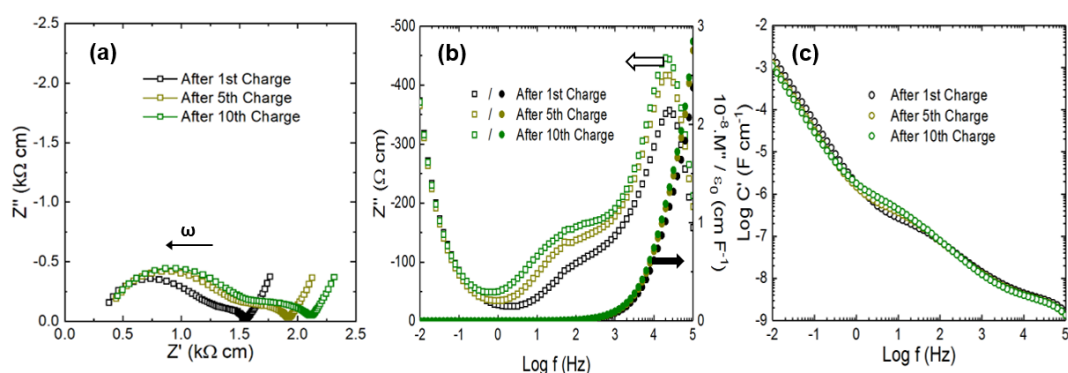 (a)
-2.5
-2.0
-1.5
-1.0
-0.5
0.0
Z'' (kΩ cm)
After 1st Charge
After 5th Charge
After 10th Charge
ω
0.0 0.5 1.0 1.5 2.0 2.5
Z' (kΩ cm)
(b)
-500
-400
-300
-200
-100
0
Z'' (Ω cm)
/ After 1st Charge
/ After 5th Charge
/ After 10th Charge
3
2
1
0
10⁻⁸.M'' / ε₀ (cm F⁻¹)
-2 -1 0 1 2 3 4 5
Log f (Hz)
(c)
-2
-3
-4
-5
-6
-7
-8
-9
Log C' (F cm⁻¹)
After 1st Charge
After 5th Charge
After 10th Charge
-2 -1 0 1 2 3 4 5
Log f (Hz)